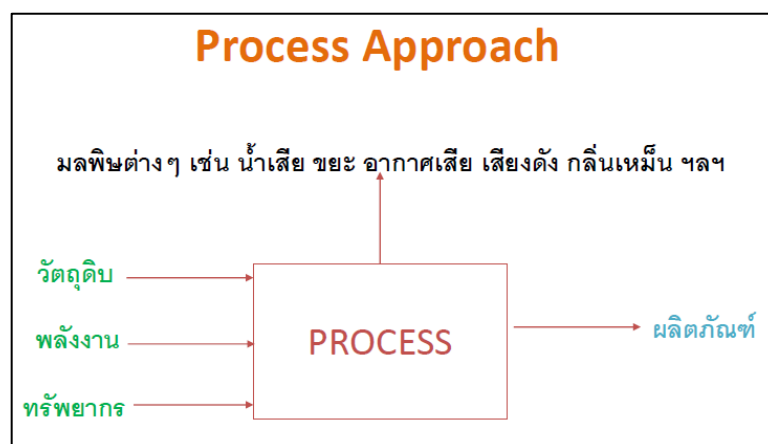 Process Approach
มลพิษต่างๆ เช่น น้ำเสีย ขยะ อากาศเสีย เสียงดัง กลิ่นเหม็น ฯลฯ
วัตถุดิบ
พลังงาน
ทรัพยากร
PROCESS
ผลิตภัณฑ์